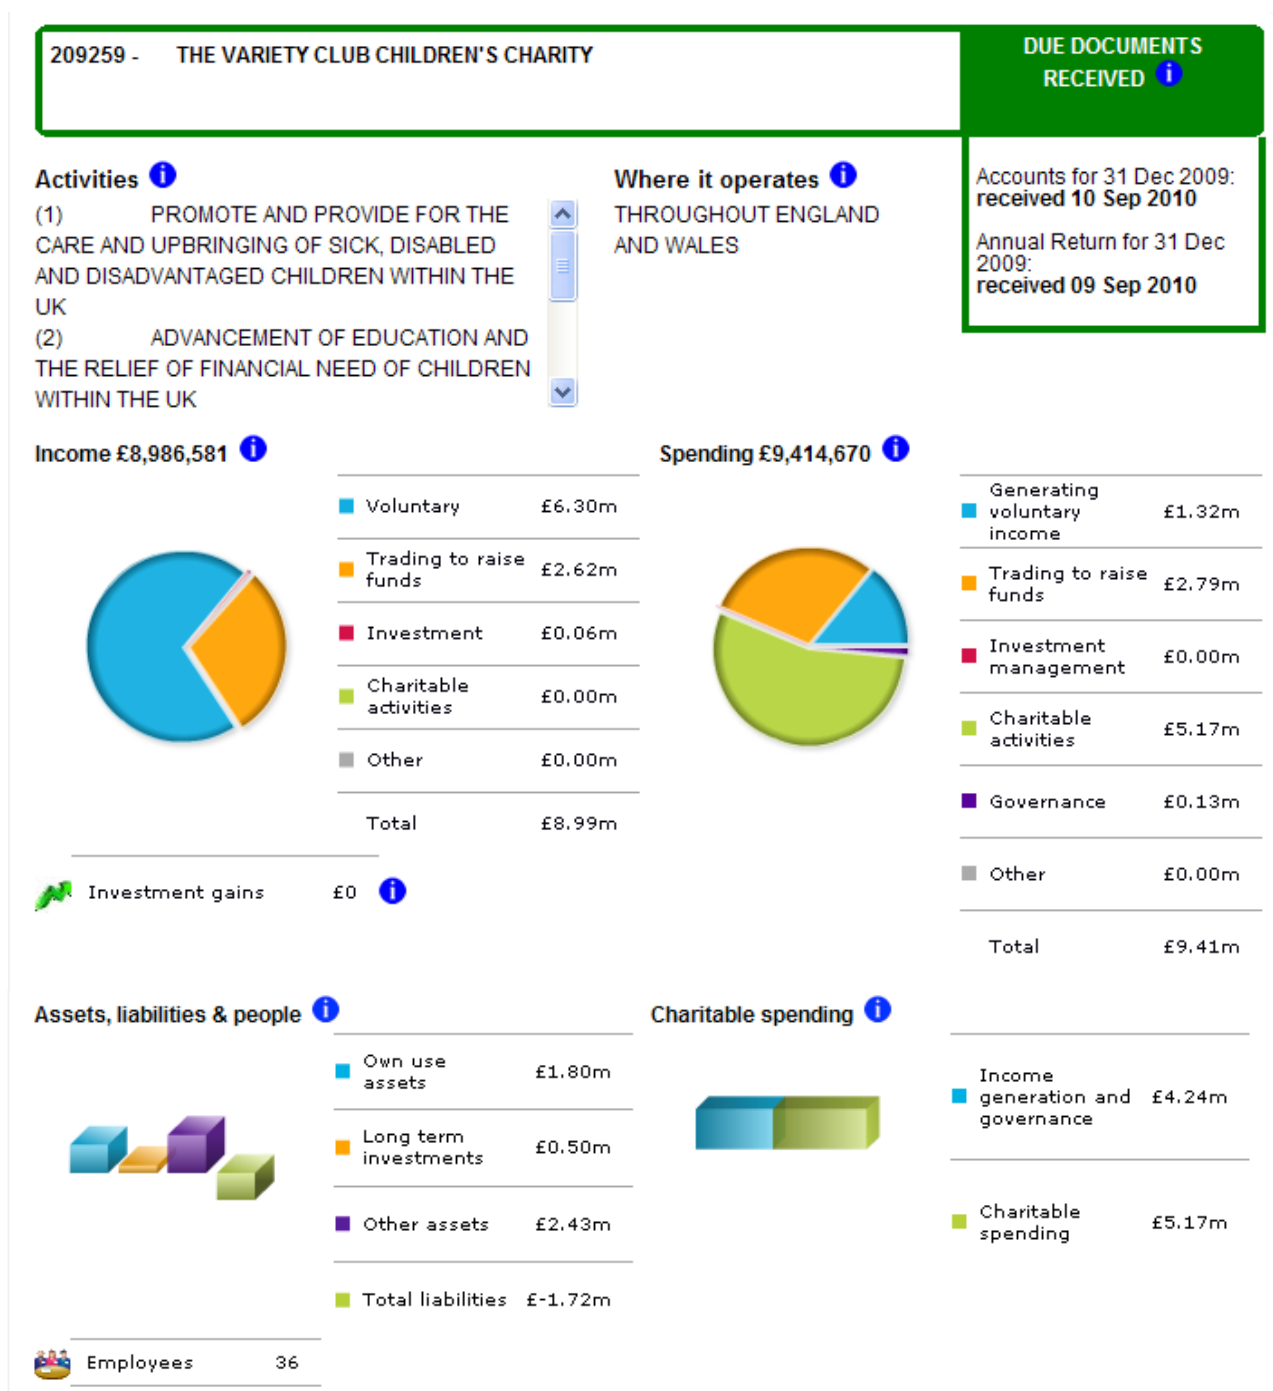 209259 - THE VARIETY CLUB CHILDREN'S CHARITY
DUE DOCUMENTS
RECEIVED i
Activities i
(1) PROMOTE AND PROVIDE FOR THE
CARE AND UPBRINGING OF SICK, DISABLED
AND DISADVANTAGED CHILDREN WITHIN THE
UK
(2) ADVANCEMENT OF EDUCATION AND
THE RELIEF OF FINANCIAL NEED OF CHILDREN
WITHIN THE UK
Where it operates i
THROUGHOUT ENGLAND
AND WALES
Accounts for 31 Dec 2009:
received 10 Sep 2010
Annual Return for 31 Dec
2009:
received 09 Sep 2010
Income £8,986,581 i
Voluntary £6.30m
Trading to raise
funds £2.62m
Investment £0.06m
Charitable
activities £0.00m
Other £0.00m
Total £8.99m
Investment gains £0 i
Spending £9,414,670 i
Generating
voluntary £1.32m
income
Trading to raise
funds £2.79m
Investment
management £0.00m
Charitable
activities £5.17m
Governance £0.13m
Other £0.00m
Total £9.41m
Assets, liabilities & people i
Own use
assets £1.80m
Long term
investments £0.50m
Other assets £2.43m
Total liabilities £-1.72m
Employees 36
Charitable spending i
Income
generation and £4.24m
governance
Charitable
spending £5.17m